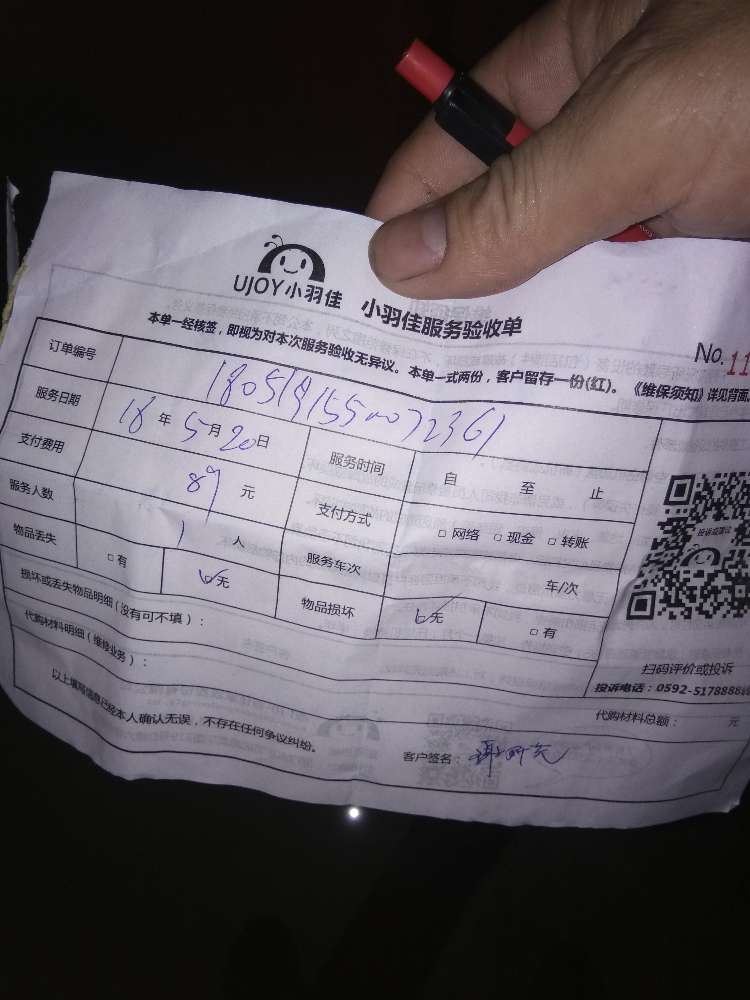 UJOY小羽佳 小羽佳服务验收单
No.11
本单一经核签，即视为对本次服务验收无异议。本单一式两份，客户留存一份(红)。《维保须知》详见背面。
订单编号
服务日期 18 年 5 月 20 日 服务时间 自 至 止
支付费用 89 元 支付方式 □ 网络 □ 现金 □ 转账
服务人数 1 人 服务车次 车/次
物品丢失 □ 有 ☑无 物品损坏 ☑无 □ 有
损坏或丢失物品明细(没有可不填)：
代购材料明细(维修业务)：
代购材料总额： 元
以上填写信息已经本人确认无误，不存在任何争议纠纷。
客户签名：
投诉或建议
扫码评价或投诉
投诉电话：0592-5178888